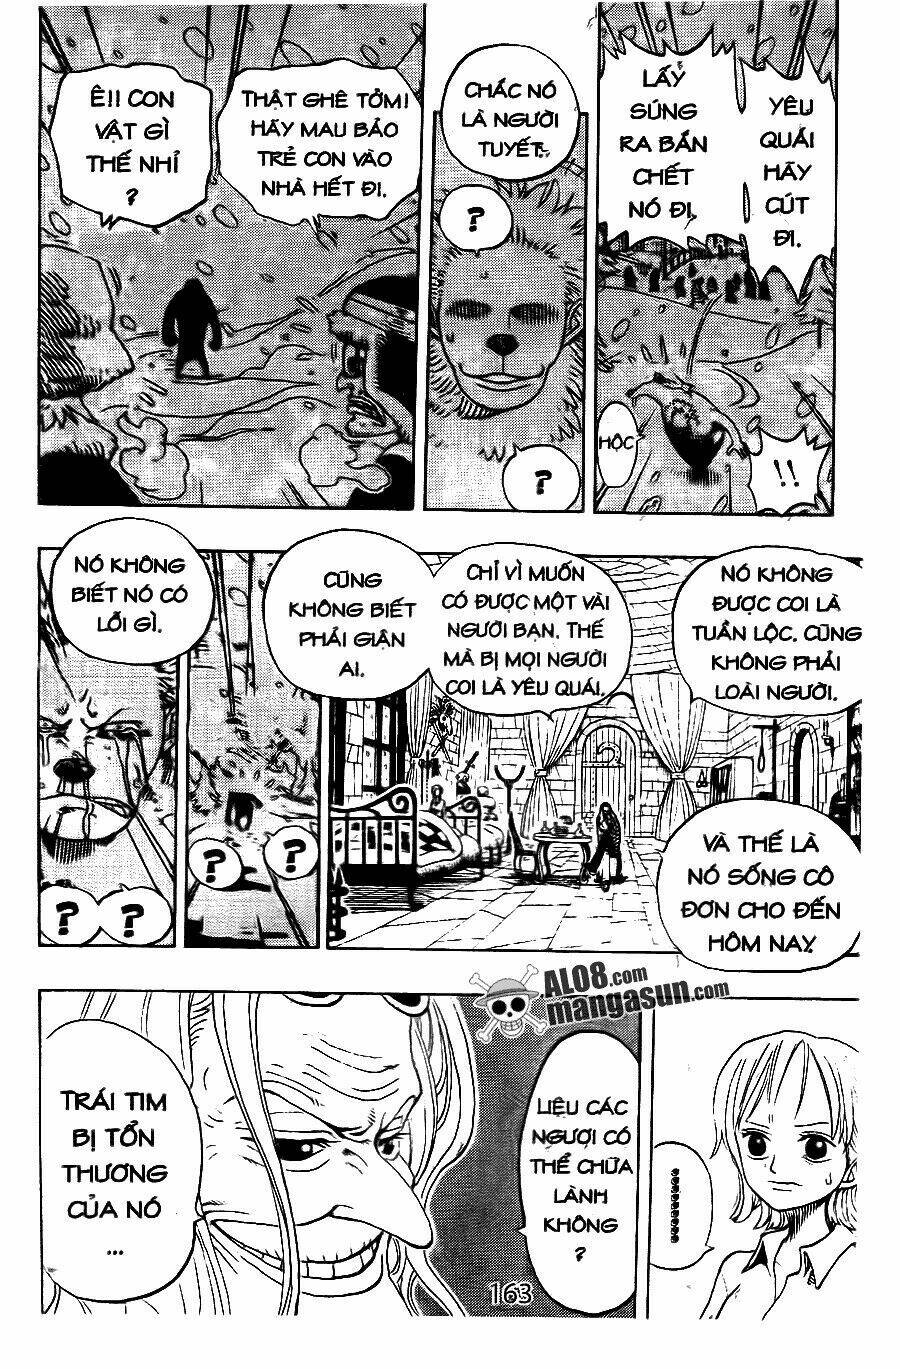 Ê!! CON
VẬT GÌ
THẾ NHỈ
?
THẬT GHÊ TỞM!
HÃY MAU BẢO
TRẺ CON VÀO
NHÀ HẾT ĐI.
CHẮC NÓ
LÀ NGƯỜI
TUYẾT.
?
?
LẤY
SÚNG
RA BẮN
CHẾT
NÓ ĐI.
YÊU
QUÁI
HÃY
CÚT
ĐI.
HỘC
!!
NÓ KHÔNG
BIẾT NÓ CÓ
LỖI GÌ.
?
?
CŨNG
KHÔNG BIẾT
PHẢI GIẬN
AI.
?
?
CHỈ VÌ MUỐN
CÓ ĐƯỢC MỘT VÀI
NGƯỜI BẠN. THẾ
MÀ BỊ MỌI NGƯỜI
COI LÀ YÊU QUÁI.
NÓ KHÔNG
ĐƯỢC COI LÀ
TUẦN LỘC. CŨNG
KHÔNG PHẢI
LOÀI NGƯỜI.
VÀ THẾ LÀ
NÓ SỐNG CÔ
ĐƠN CHO ĐẾN
HÔM NAY.
ALO8.com
mangasun.com
TRÁI TIM
BỊ TỔN
THƯƠNG
CỦA NÓ
...
LIỆU CÁC
NGƯỢI CÓ
THỂ CHỮA
LÀNH
KHÔNG
?
.........
163